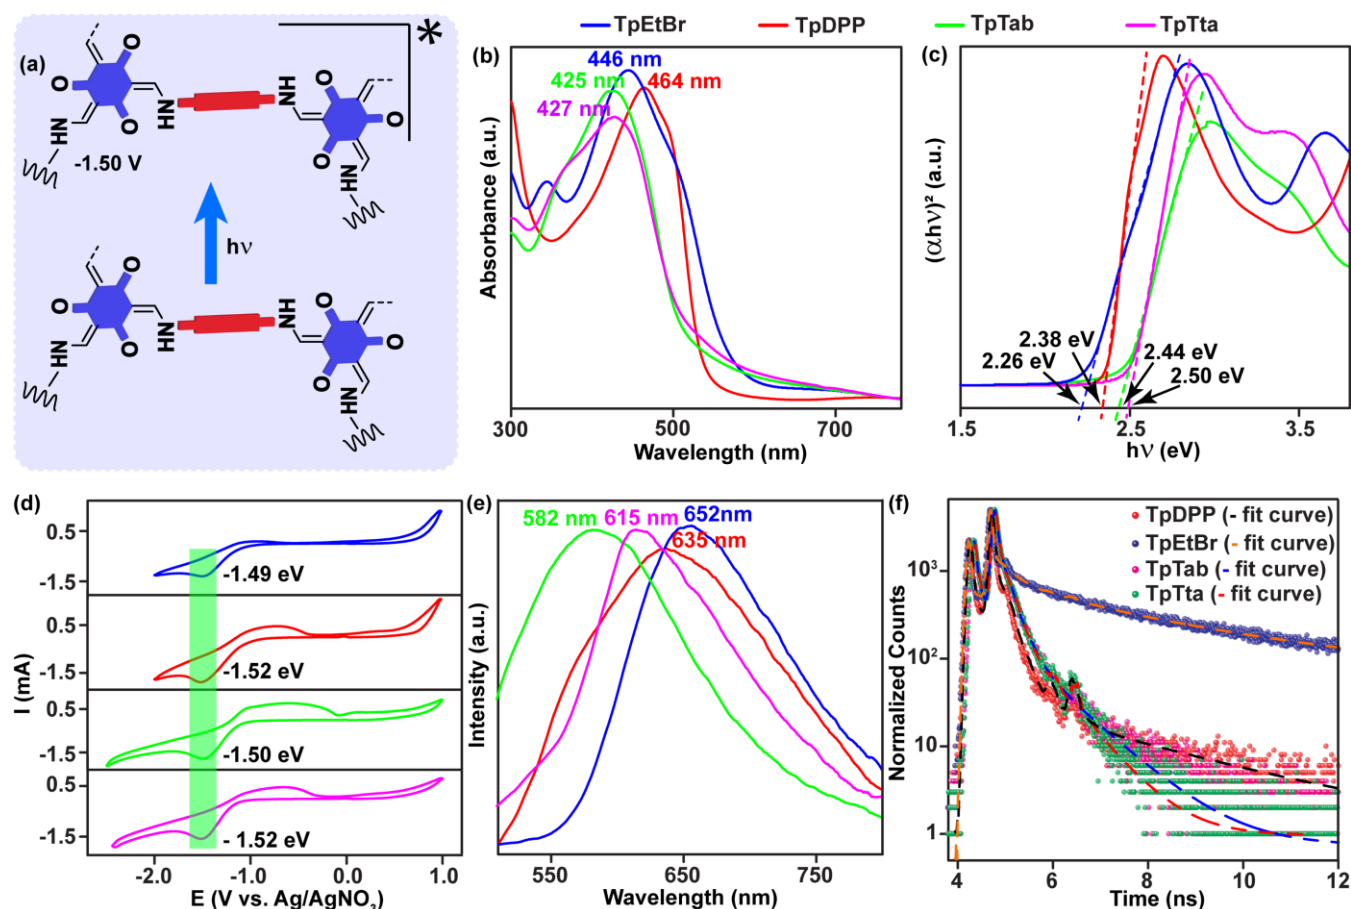 TpEtBr TpDPP TpTab TpTta
(a)
*
O O O
HN
NH
HN
-1.50 V
O O O
HN
hν
O O O
HN
NH
HN
O O O
HN
(b)
446 nm
425 nm
464 nm
427 nm
Absorbance (a.u.)
300 500 700
Wavelength (nm)
(c)
(αhν)² (a.u.)
2.38 eV
2.26 eV
2.44 eV
2.50 eV
1.5 2.5 3.5
hν (eV)
(d)
0.5
-1.5
-1.49 eV
0.5
-1.5
-1.52 eV
0.5
-1.5
-1.50 eV
0.5
-1.5
- 1.52 eV
I (mA)
-2.0 -1.0 0.0 1.0
E (V vs. Ag/AgNO₃)
(e)
582 nm 615 nm 652nm
635 nm
Intensity (a.u.)
550 650 750
Wavelength (nm)
(f)
TpDPP (- fit curve)
TpEtBr (- fit curve)
TpTab (- fit curve)
TpTta (- fit curve)
Normalized Counts
10³
10²
10
1
4 6 8 10 12
Time (ns)